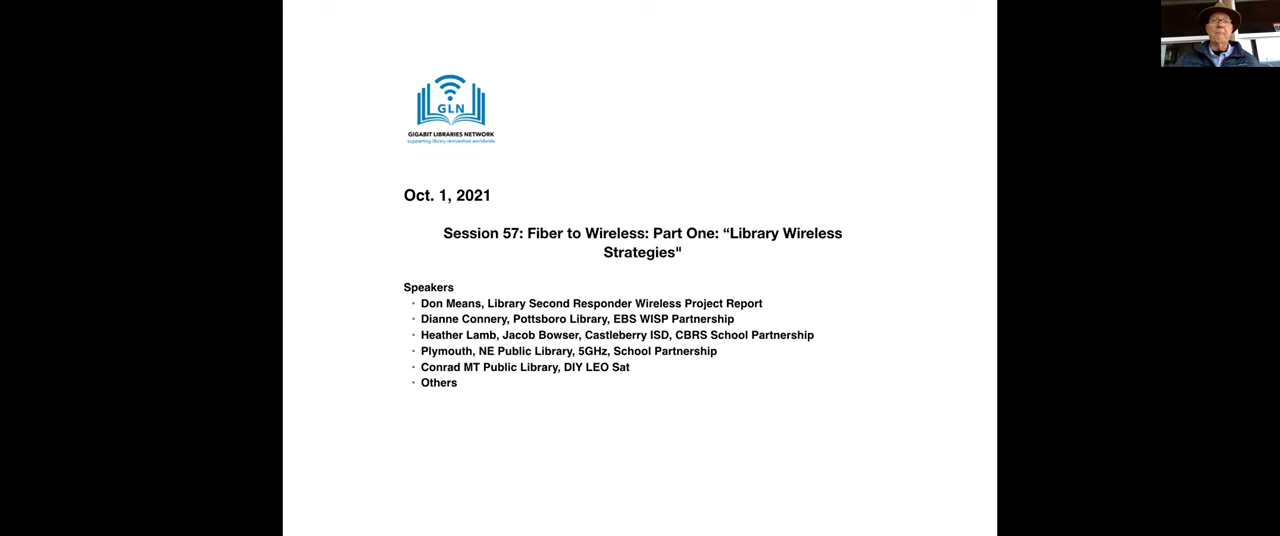 GLN
GIGABIT LIBRARIES NETWORK
supporting library reinvention worldwide
Oct. 1, 2021
Session 57: Fiber to Wireless: Part One: “Library Wireless
Strategies"
Speakers
· Don Means, Library Second Responder Wireless Project Report
· Dianne Connery, Pottsboro Library, EBS WISP Partnership
· Heather Lamb, Jacob Bowser, Castleberry ISD, CBRS School Partnership
· Plymouth, NE Public Library, 5GHz, School Partnership
· Conrad MT Public Library, DIY LEO Sat
· Others